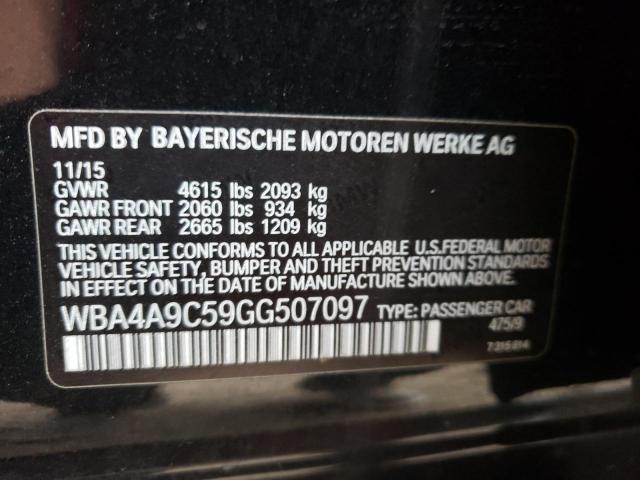 MFD BY BAYERISCHE MOTOREN WERKE AG
11/15
GVWR 4615 lbs 2093 kg
GAWR FRONT 2060 lbs 934 kg
GAWR REAR 2665 lbs 1209 kg
THIS VEHICLE CONFORMS TO ALL APPLICABLE U.S.FEDERAL MOTOR
VEHICLE SAFETY, BUMPER AND THEFT PREVENTION STANDARDS
IN EFFECT ON THE DATE OF MANUFACTURE SHOWN ABOVE.
WBA4A9C59GG507097 TYPE: PASSENGER CAR
475/9
7316814